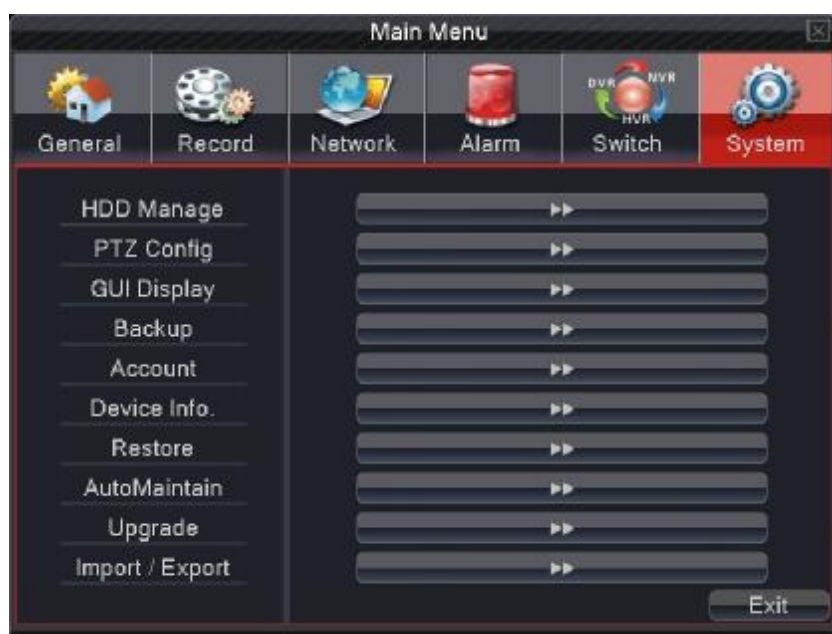 Main Menu
DVR NVR
HVR
General Record Network Alarm Switch System
HDD Manage
PTZ Config
GUI Display
Backup
Account
Device Info.
Restore
AutoMaintain
Upgrade
Import / Export
Exit